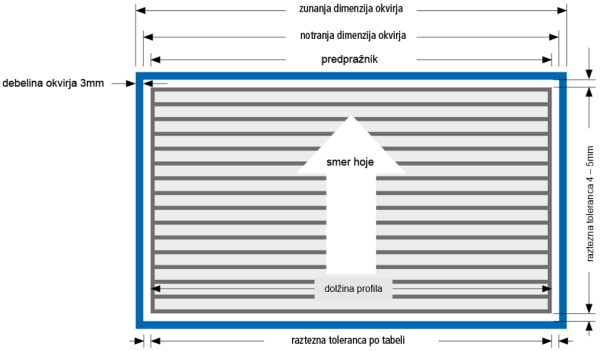 zunanja dimenzija okvirja
notranja dimenzija okvirja
predpražnik
debelina okvirja 3mm
smer hoje
raztezna toleranca 4 – 5mm
dolžina profila
raztezna toleranca po tabeli